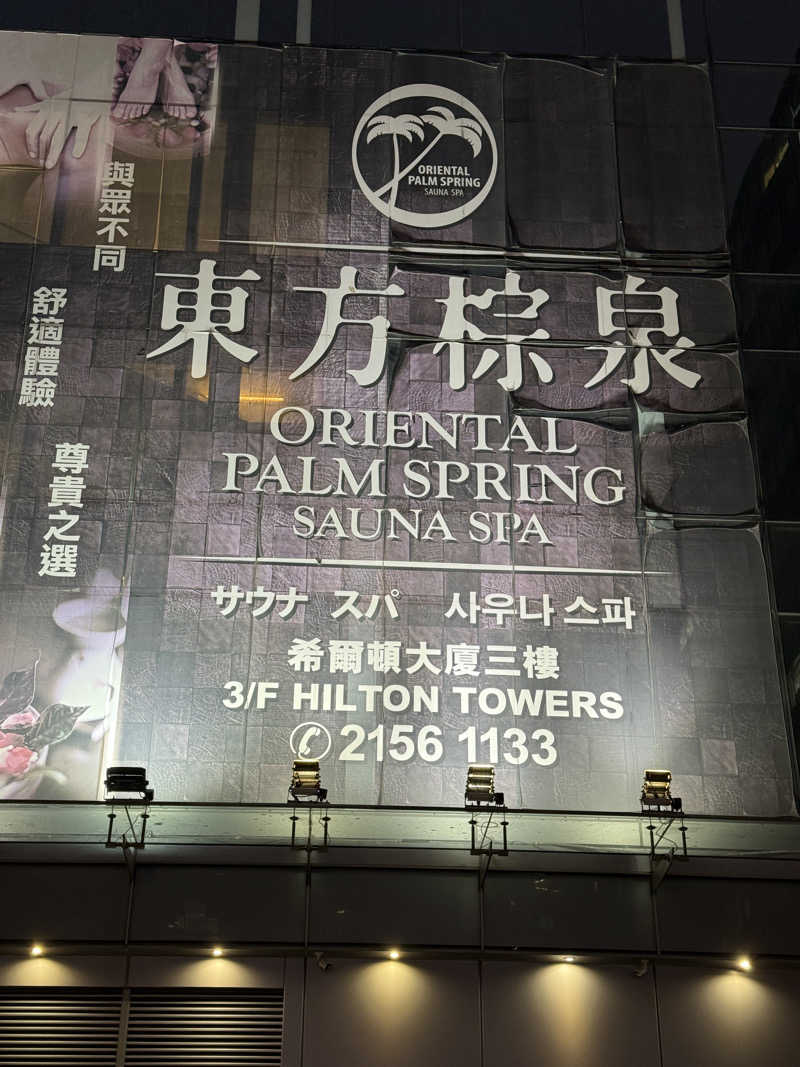 ORIENTAL
PALM SPRING
SAUNA SPA
與眾不同
舒適體驗
尊貴之選
東方棕泉
ORIENTAL
PALM SPRING
SAUNA SPA
サウナ スパ 사우나 스파
希爾頓大廈三樓
3/F HILTON TOWERS
2156 1133